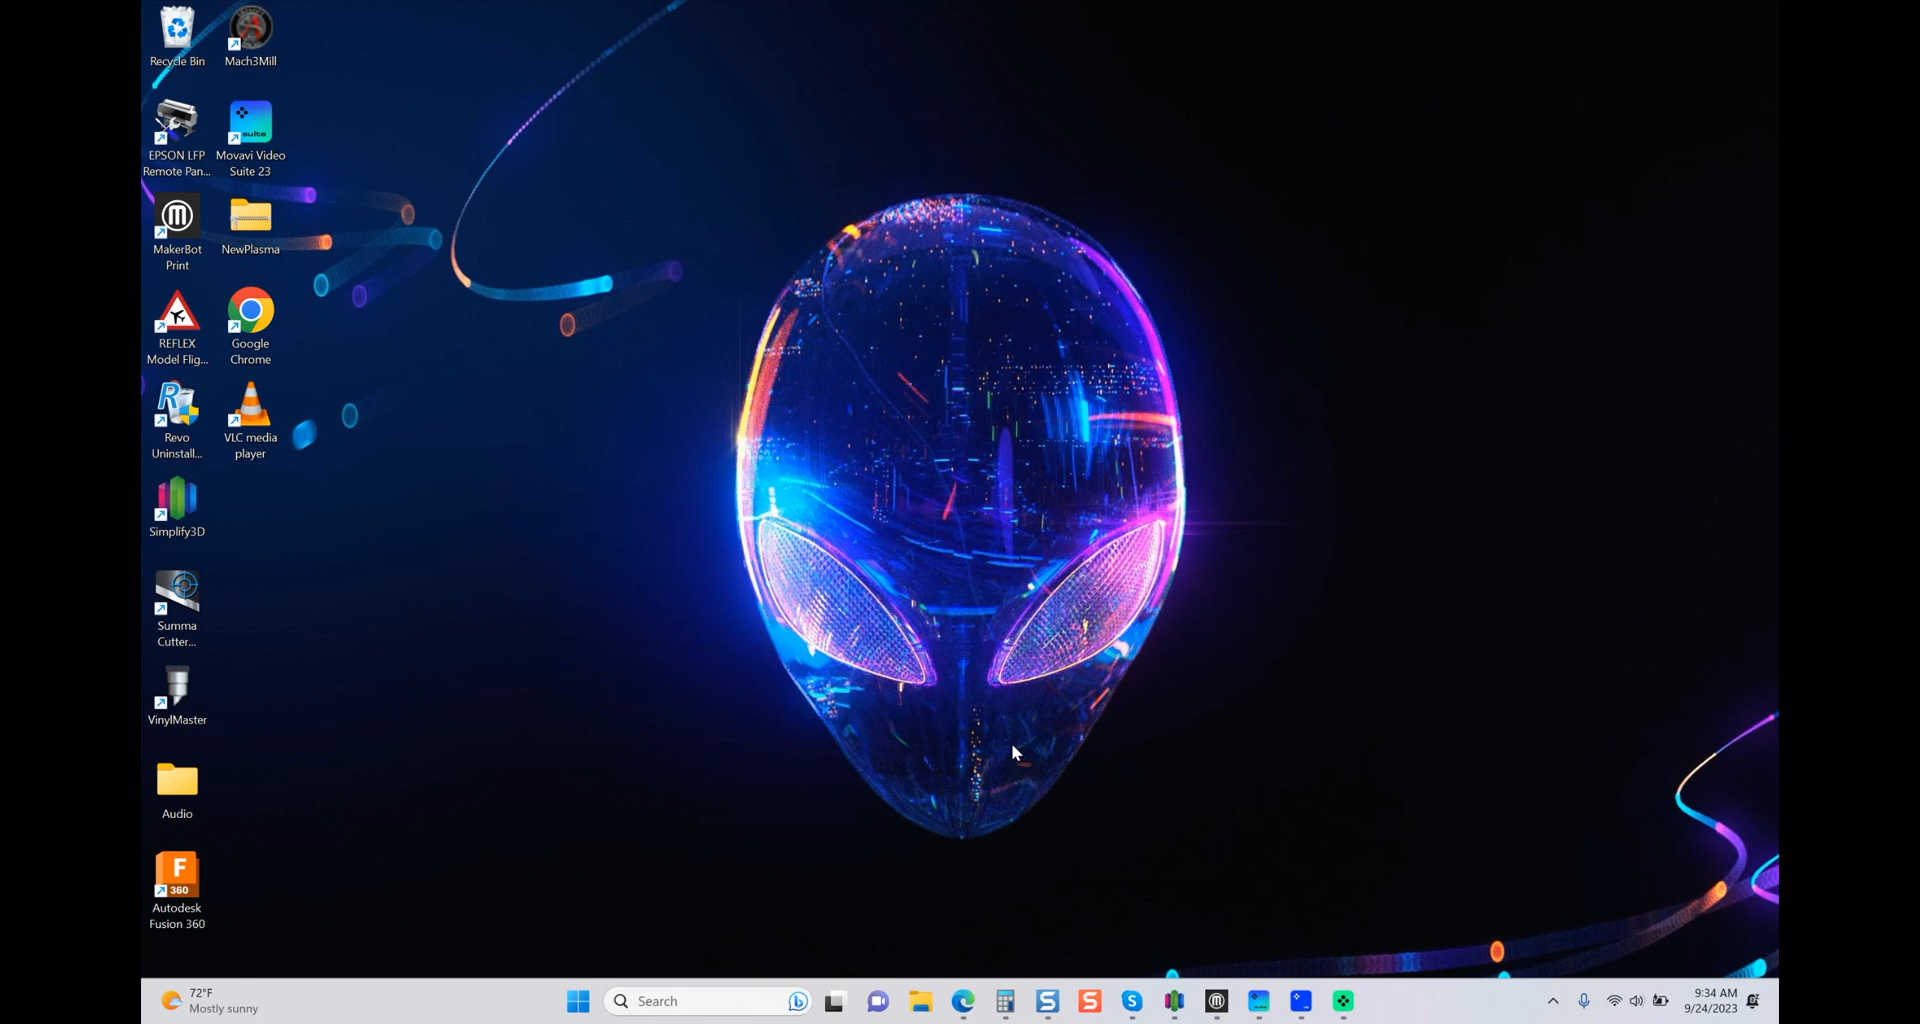 Recycle Bin
Mach3Mill
EPSON LFP
Remote Pan...
suite
Movavi Video
Suite 23
MakerBot
Print
NewPlasma
REFLEX
Model Flig...
Google
Chrome
R
Revo
Uninstall...
VLC media
player
Simplify3D
Summa
Cutter...
VinylMaster
Audio
F
360
Autodesk
Fusion 360
72°F
Mostly sunny
Search
S
S
S
9:34 AM
9/24/2023